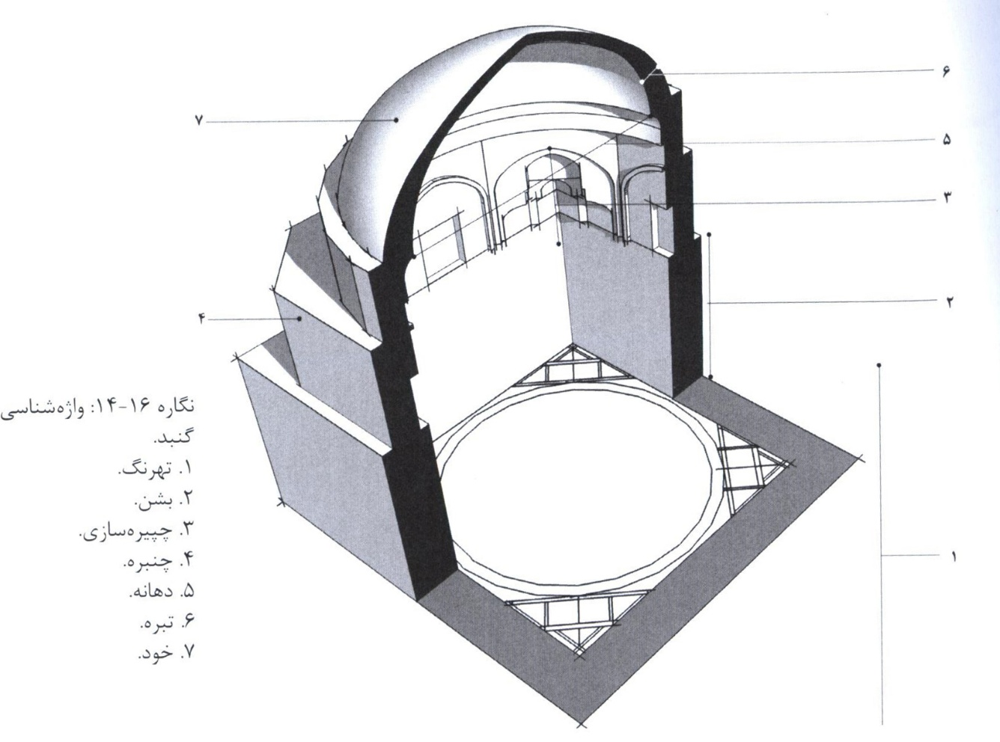 ۶
۷
۵
۳
۲
۴
۱
نگاره ۱۶-۱۴: واژه‌شناسی
گنبد.
۱. تهرنگ.
۲. بشن.
۳. چپیره‌سازی.
۴. چنبره.
۵. دهانه.
۶. تبره.
۷. خود.